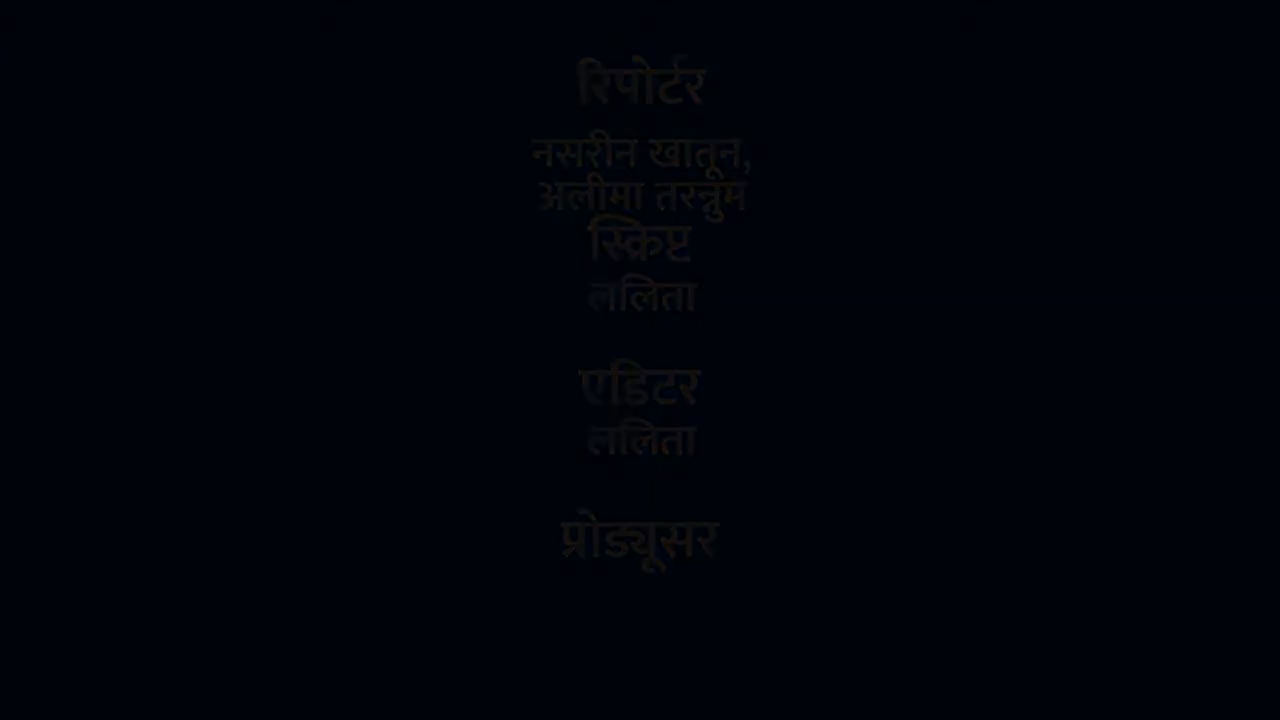 रिपोर्टर
नसरीन खातून,
अलीमा तरन्नुम
स्क्रिप्ट
ललिता
एडिटर
ललिता
प्रोड्यूसर